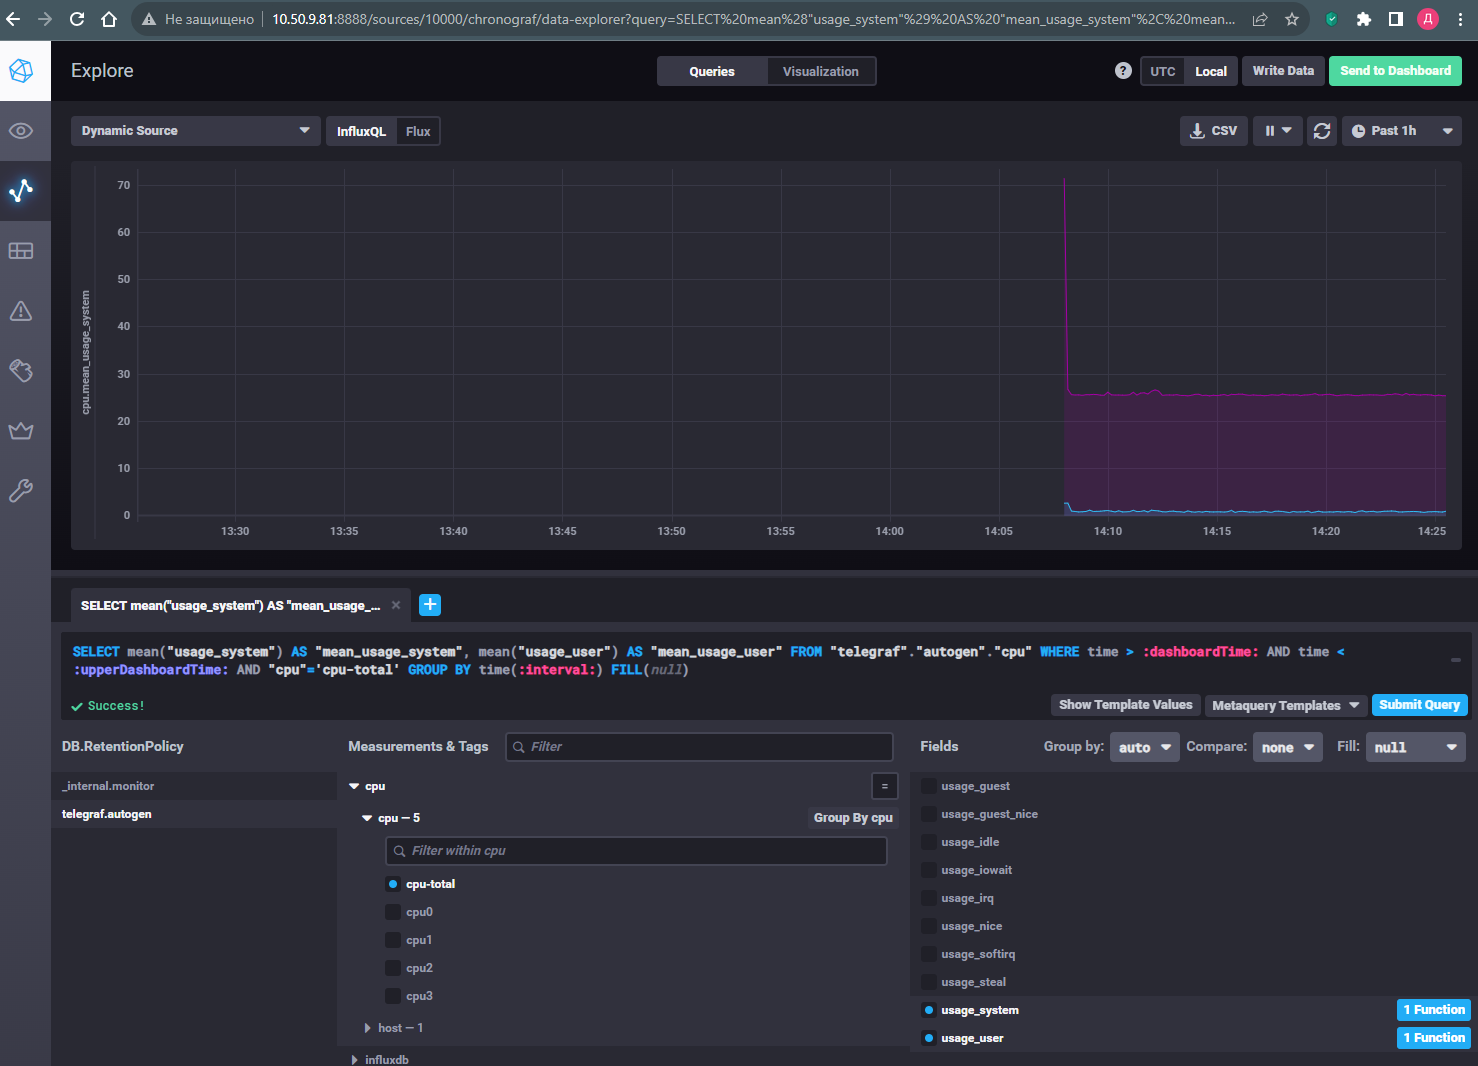 Не защищено
10.50.9.81:8888/sources/10000/chronograf/data-explorer?query=SELECT%20mean%28"usage_system"%29%20AS%20"mean_usage_system"%2C%20mean...
Д
Explore
Queries
Visualization
?
UTC
Local
Write Data
Send to Dashboard
Dynamic Source
InfluxQL
Flux
CSV
Past 1h
cpu.mean_usage_system
70
60
50
40
30
20
10
0
13:30
13:35
13:40
13:45
13:50
13:55
14:00
14:05
14:10
14:15
14:20
14:25
SELECT mean("usage_system") AS "mean_usage_...
SELECT mean("usage_system") AS "mean_usage_system", mean("usage_user") AS "mean_usage_user" FROM "telegraf"."autogen"."cpu" WHERE time > :dashboardTime: AND time <
:upperDashboardTime: AND "cpu"='cpu-total' GROUP BY time(:interval:) FILL(null)
Success!
Show Template Values
Metaquery Templates
Submit Query
DB.RetentionPolicy
Measurements & Tags
Filter
Fields
Group by:
auto
Compare:
none
Fill:
null
_internal.monitor
telegraf.autogen
cpu
=
cpu — 5
Group By cpu
Filter within cpu
cpu-total
cpu0
cpu1
cpu2
cpu3
host — 1
influxdb
usage_guest
usage_guest_nice
usage_idle
usage_iowait
usage_irq
usage_nice
usage_softirq
usage_steal
usage_system
1 Function
usage_user
1 Function